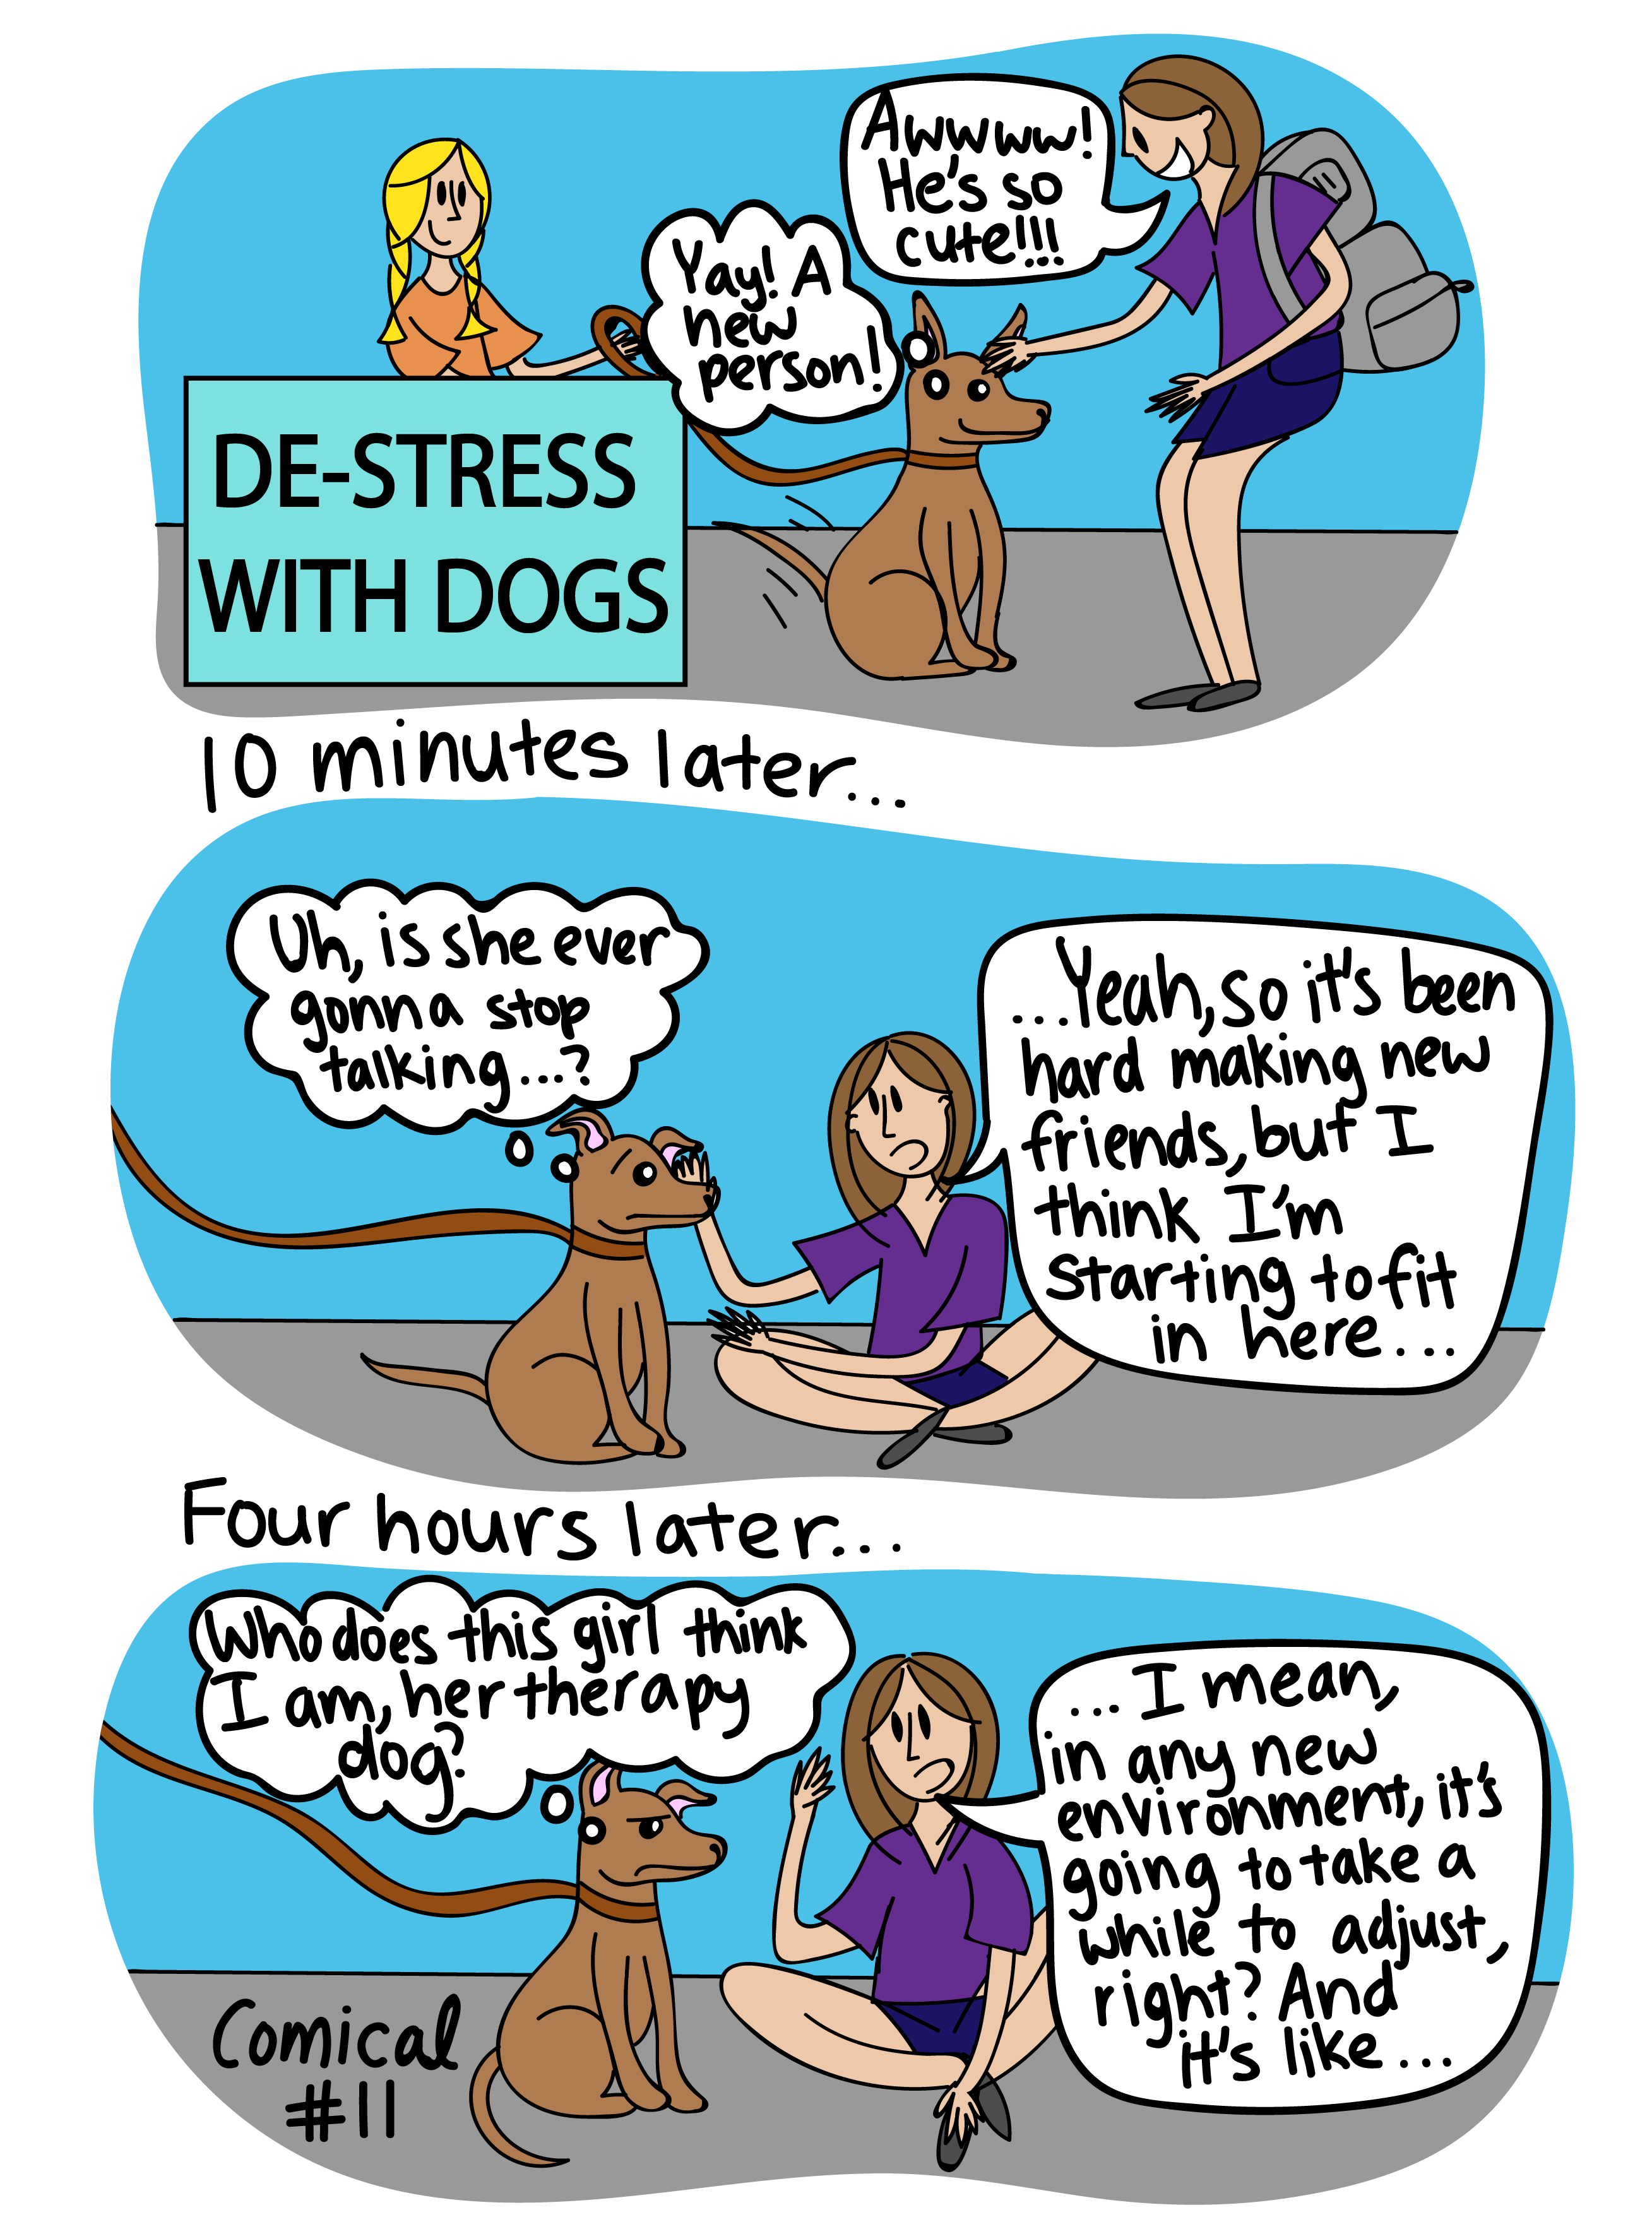 Awwww!
He's so
cute!!!
Yay! A
new
person!
DE-STRESS
WITH DOGS
10 minutes later...
Uh, is she ever
gonna stop
talking...?
...Yeah, so it's been
hard making new
friends, but I
think I'm
starting to fit
in here...
Four hours later...
Who does this girl think
I am, her therapy
dog?
...I mean,
in any new
environment, it's
going to take a
while to adjust,
right? And
it's like...
Comical
#11